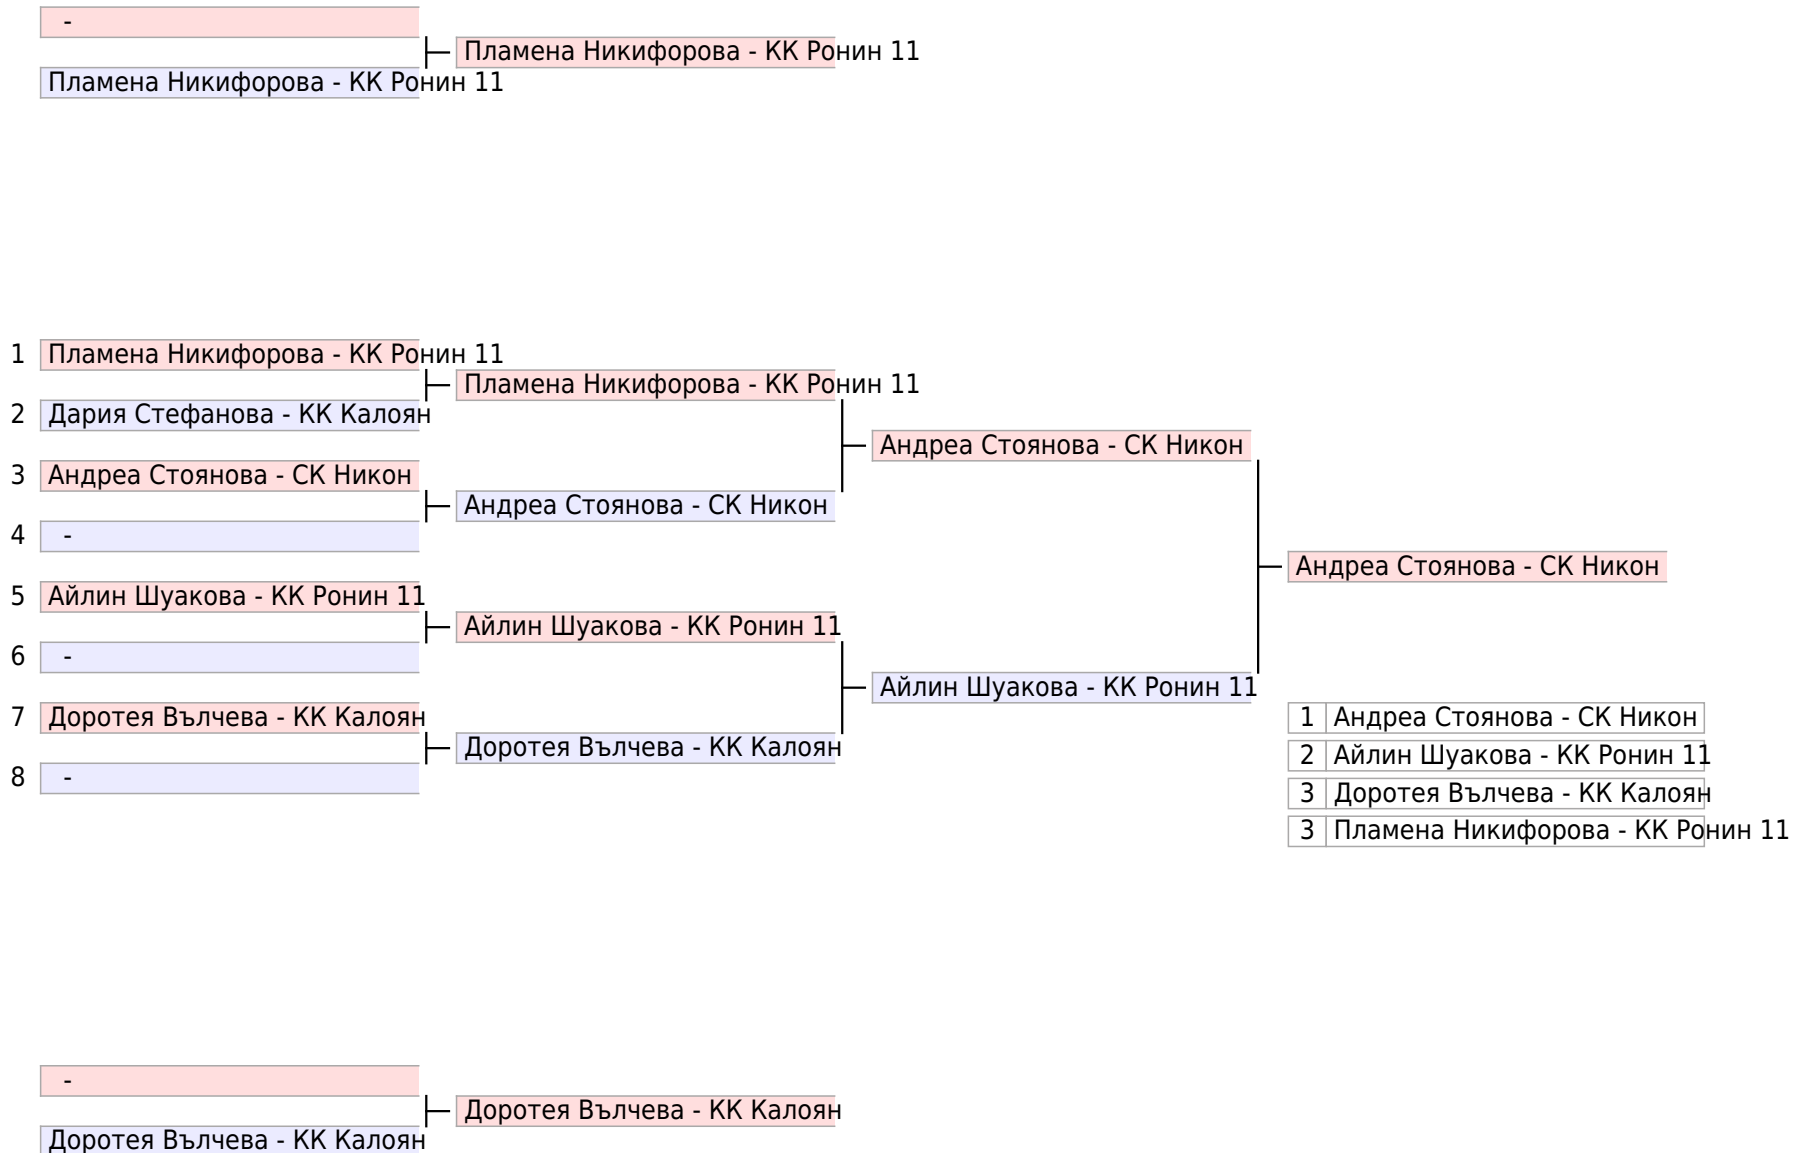 -
Пламена Никифорова - КК Ронин 11
Пламена Никифорова - КК Ронин 11
1 Пламена Никифорова - КК Ронин 11
Пламена Никифорова - КК Ронин 11
2 Дария Стефанова - КК Калоян
Андреа Стоянова - СК Никон
3 Андреа Стоянова - СК Никон
Андреа Стоянова - СК Никон
4 -
Андреа Стоянова - СК Никон
5 Айлин Шуакова - КК Ронин 11
Айлин Шуакова - КК Ронин 11
6 -
Айлин Шуакова - КК Ронин 11
7 Доротея Вълчева - КК Калоян
Доротея Вълчева - КК Калоян
8 -
1 Андреа Стоянова - СК Никон
2 Айлин Шуакова - КК Ронин 11
3 Доротея Вълчева - КК Калоян
3 Пламена Никифорова - КК Ронин 11
-
Доротея Вълчева - КК Калоян
Доротея Вълчева - КК Калоян